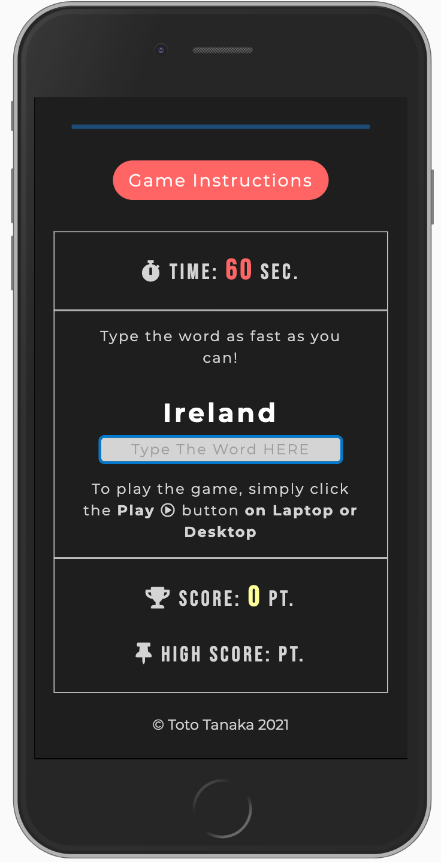 Game Instructions
TIME: 60 SEC.
Type the word as fast as you
can!
Ireland
Type The Word HERE
To play the game, simply click
the Play button on Laptop or
Desktop
SCORE: 0 PT.
HIGH SCORE: PT.
© Toto Tanaka 2021